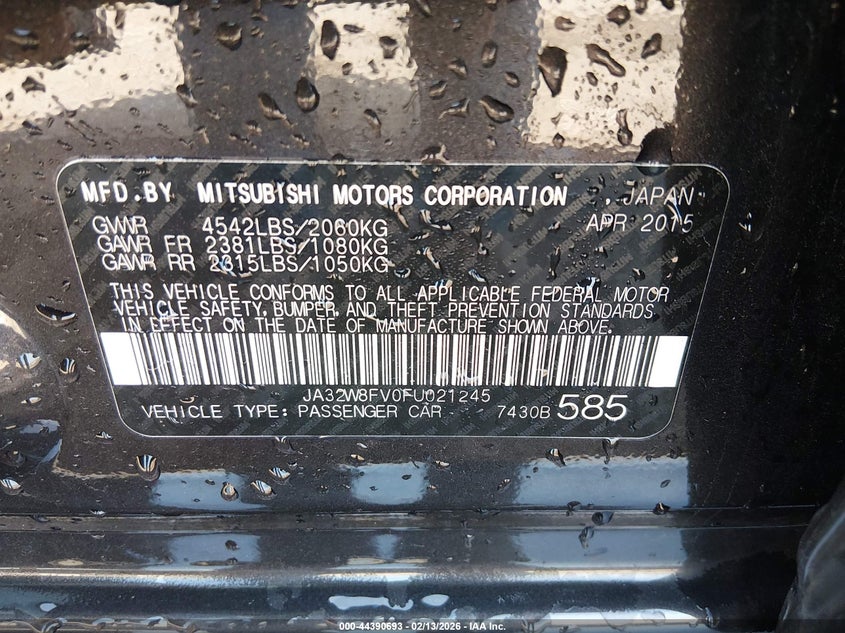 MFD.BY MITSUBISHI MOTORS CORPORATION , JAPAN
GVWR 4542LBS/2060KG APR 2015
GAWR FR 2381LBS/1080KG
GAWR RR 2315LBS/1050KG
THIS VEHICLE CONFORMS TO ALL APPLICABLE FEDERAL MOTOR
VEHICLE SAFETY, BUMPER, AND THEFT PREVENTION STANDARDS
IN EFFECT ON THE DATE OF MANUFACTURE SHOWN ABOVE.
JA32W8FV0FU021245
VEHICLE TYPE: PASSENGER CAR 7430B 585
000-44390693 - 02/13/2026 - IAA Inc.